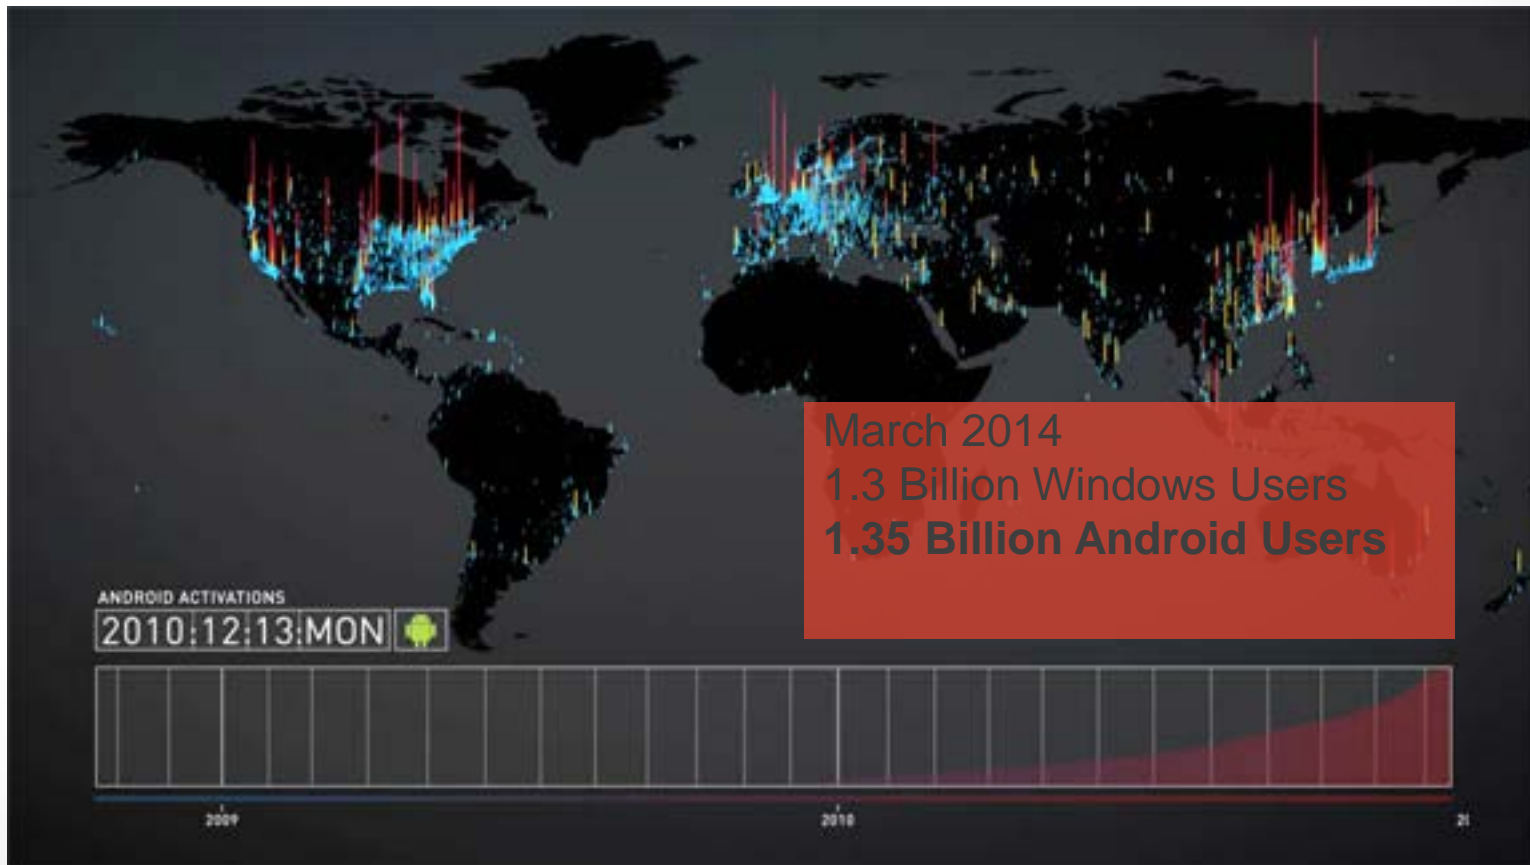 March 2014
1.3 Billion Windows Users
1.35 Billion Android Users
ANDROID ACTIVATIONS
2010:12:13:MON
2009
2010